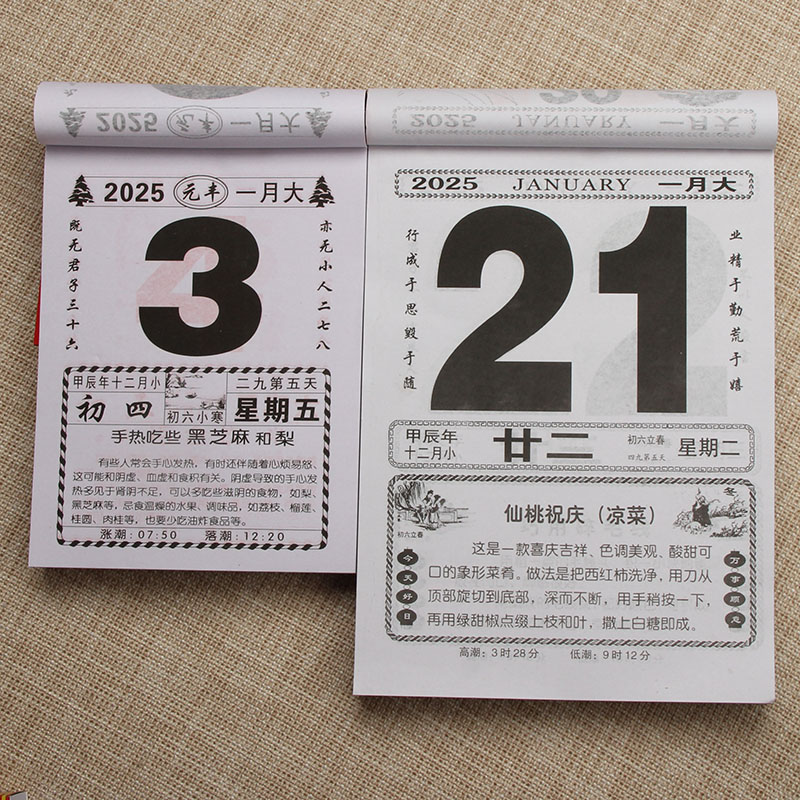 2025 元丰 一月大
2025 元丰 一月大
3
既无君子三十六
亦无小人二七八
甲辰年十二月小
初四
初六小寒
二九第五天
星期五
手热吃些 黑芝麻 和 梨
有些人常会手心发热，有时还伴随着心烦易怒、
这可能和阴虚、血虚和食积有关。阴虚导致的手心发
热多见于肾阴不足，可以多吃些滋阴的食物，如梨、
黑芝麻等，忌食温燥的水果、调味品，如荔枝、榴莲、
桂圆、肉桂等，也要少吃油炸食品等。
涨潮：07:50 落潮：12:20
2025 JANUARY 一月大
2025 JANUARY 一月大
21
业精于勤荒于嬉
行成于思毁于随
甲辰年
十二月小
廿二
初六立春
四九第五天
星期二
仙桃祝庆（凉菜）
冬
初六立春
今天好日
万事顺意
这是一款喜庆吉祥、色调美观、酸甜可
口的象形菜肴。做法是把西红柿洗净，用刀从
顶部旋切到底部，深而不断，用手稍按一下，
再用绿甜椒点缀上枝和叶，撒上白糖即成。
高潮：3时28分 低潮：9时12分